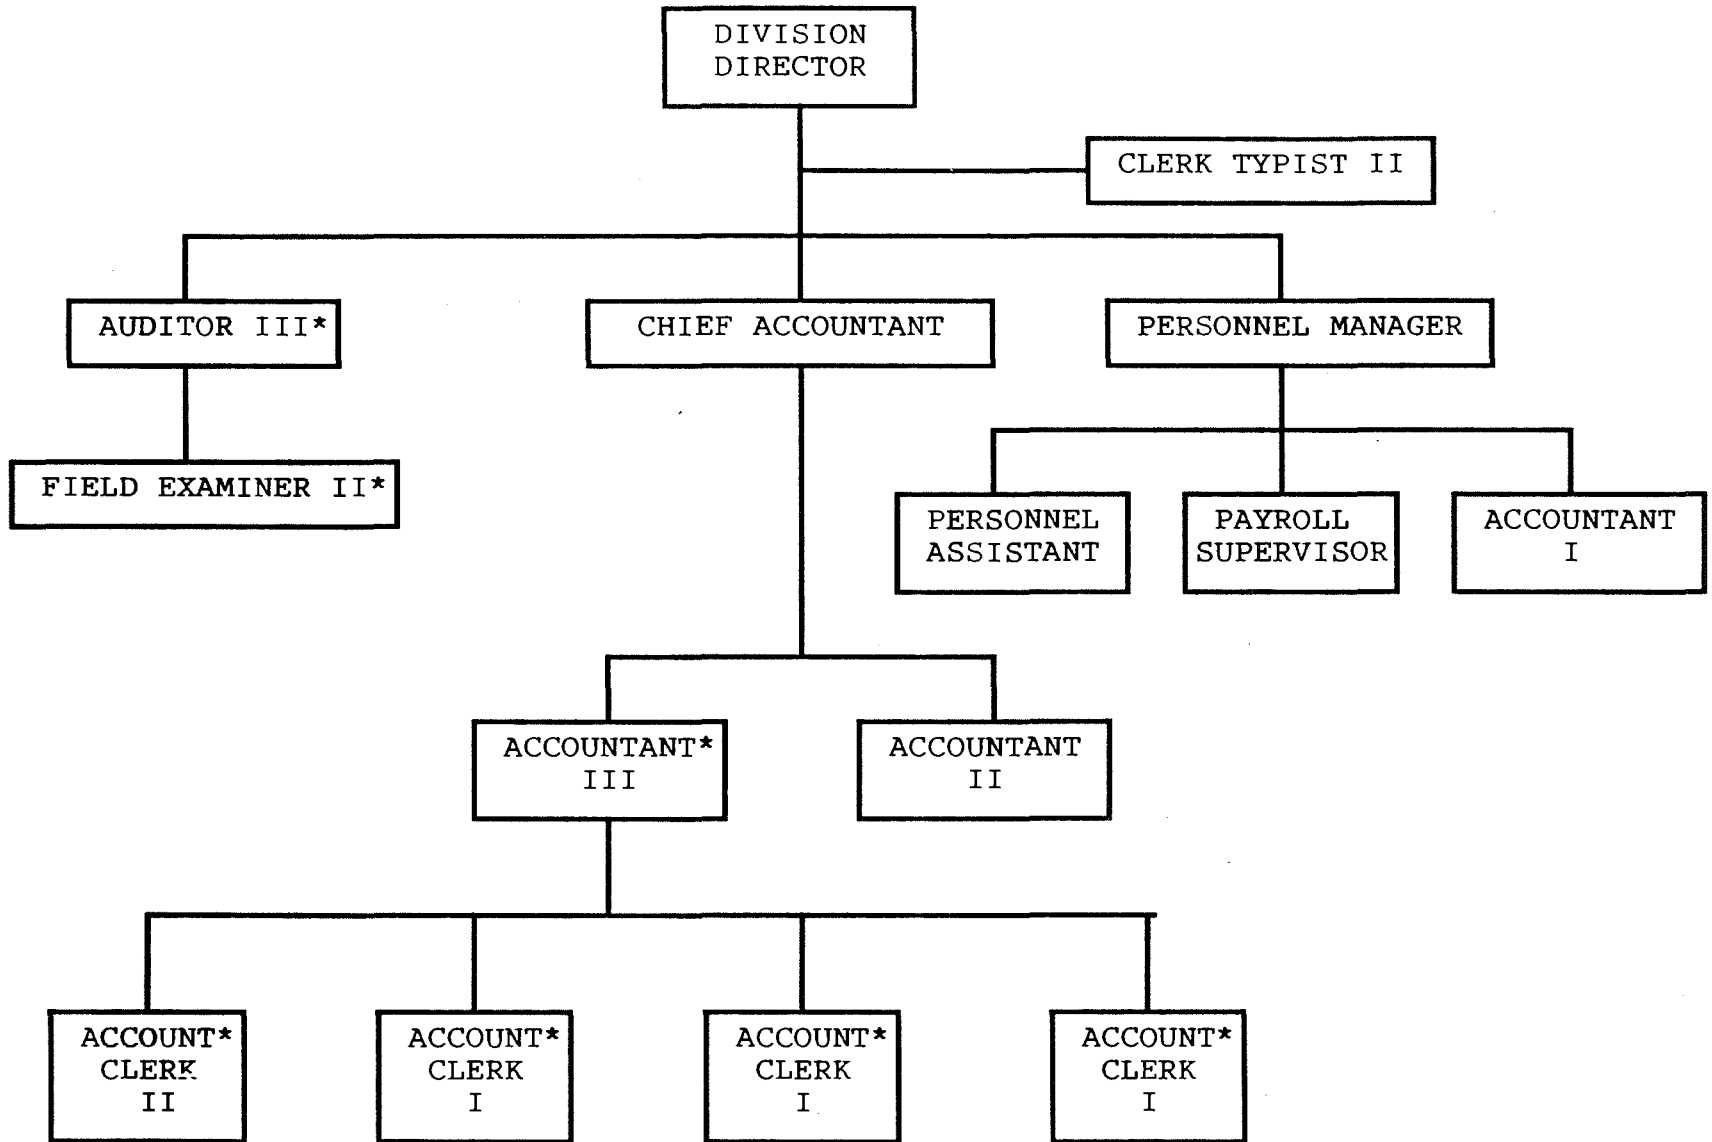 DIVISION
DIRECTOR
CLERK TYPIST II
AUDITOR III*
CHIEF ACCOUNTANT
PERSONNEL MANAGER
FIELD EXAMINER II*
PERSONNEL
ASSISTANT
PAYROLL
SUPERVISOR
ACCOUNTANT
I
ACCOUNTANT*
III
ACCOUNTANT
II
ACCOUNT*
CLERK
II
ACCOUNT*
CLERK
I
ACCOUNT*
CLERK
I
ACCOUNT*
CLERK
I